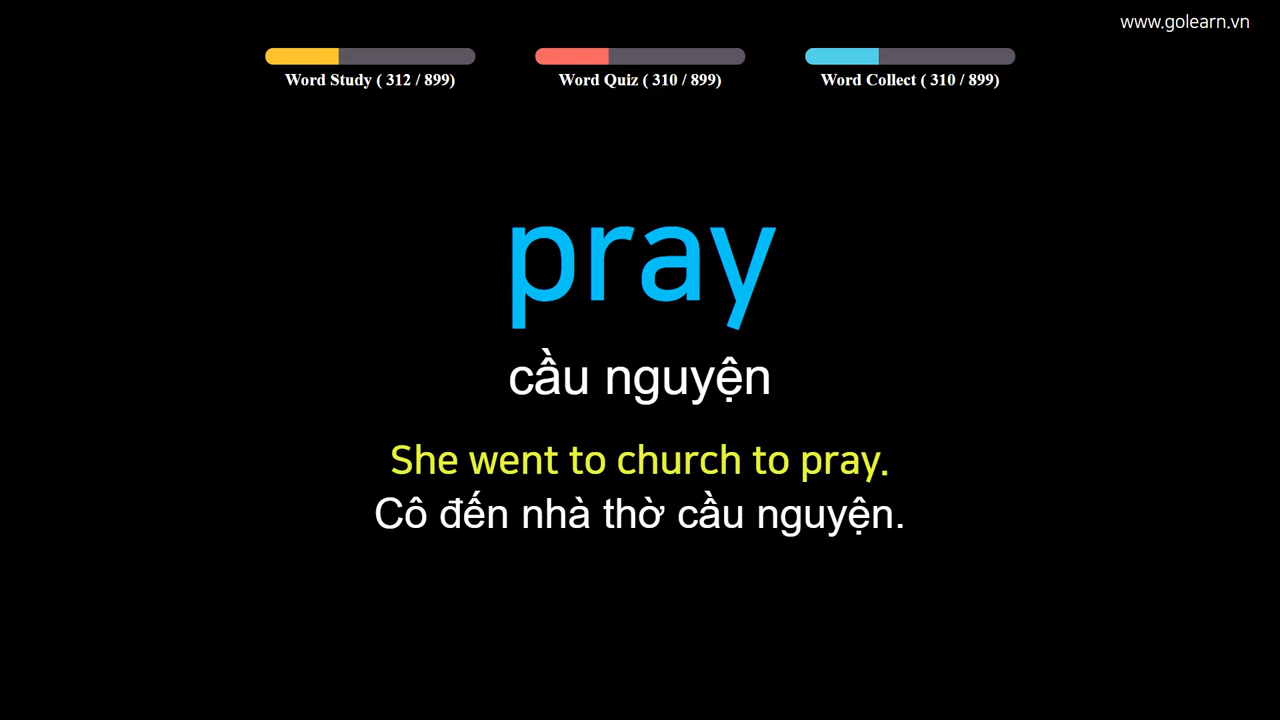 www.golearn.vn
Word Study ( 312 / 899) Word Quiz ( 310 / 899) Word Collect ( 310 / 899)
pray
cầu nguyện
She went to church to pray.
Cô đến nhà thờ cầu nguyện.